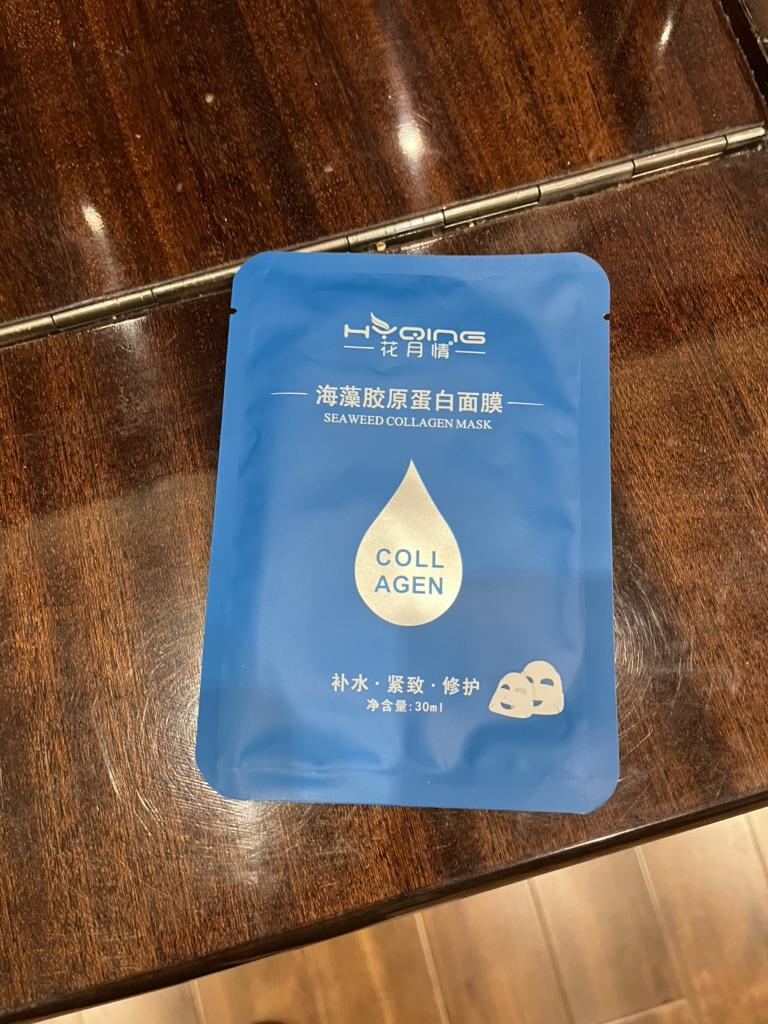 HYQING
花月情
海藻胶原蛋白面膜
SEAWEED COLLAGEN MASK
COLL
AGEN
补水·紧致·修护
净含量:30ml